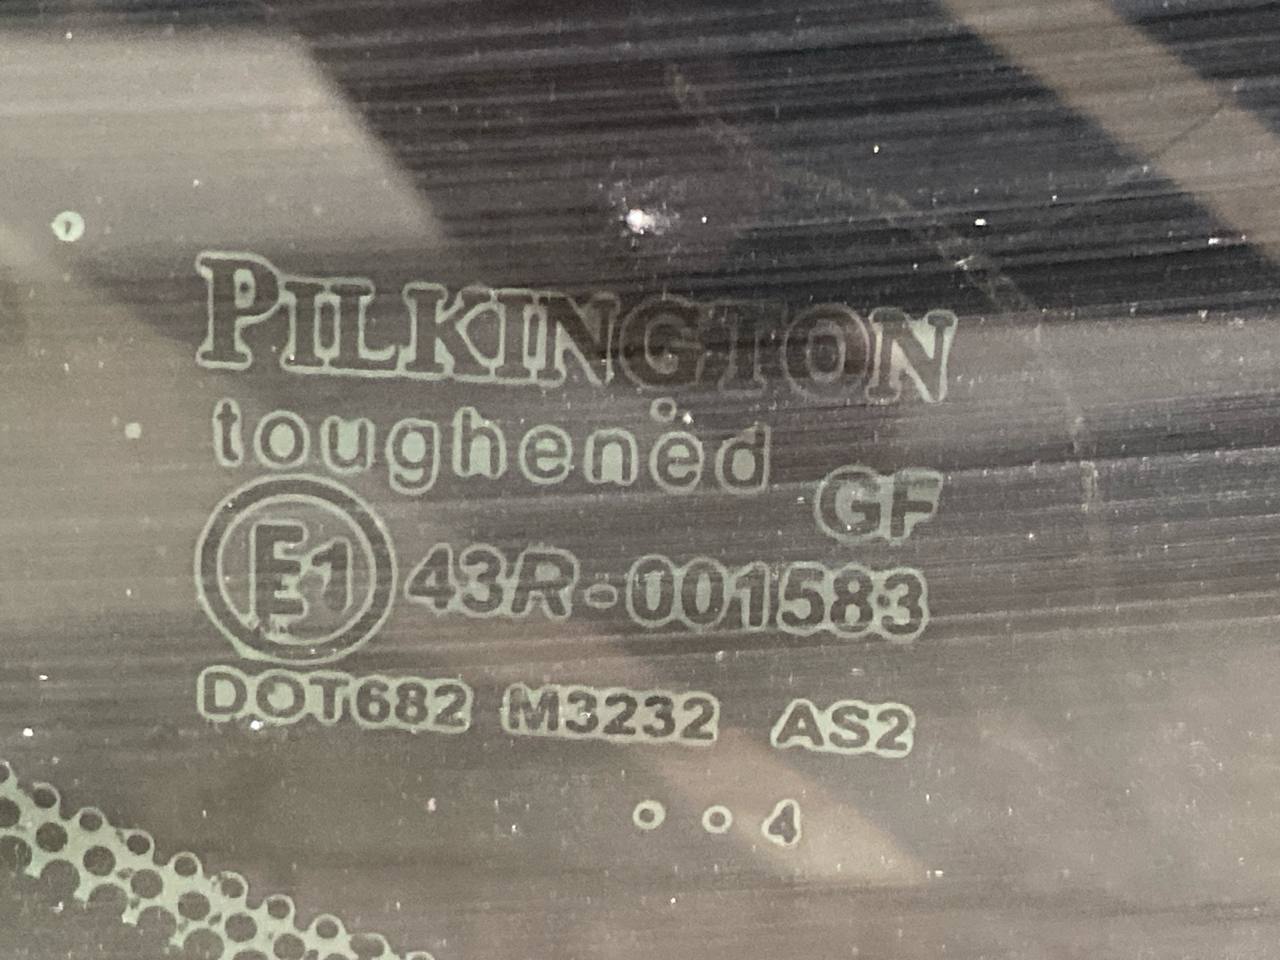 PILKINGTON
toughened
GF
E1 43R-001583
DOT682 M3232 AS2
4